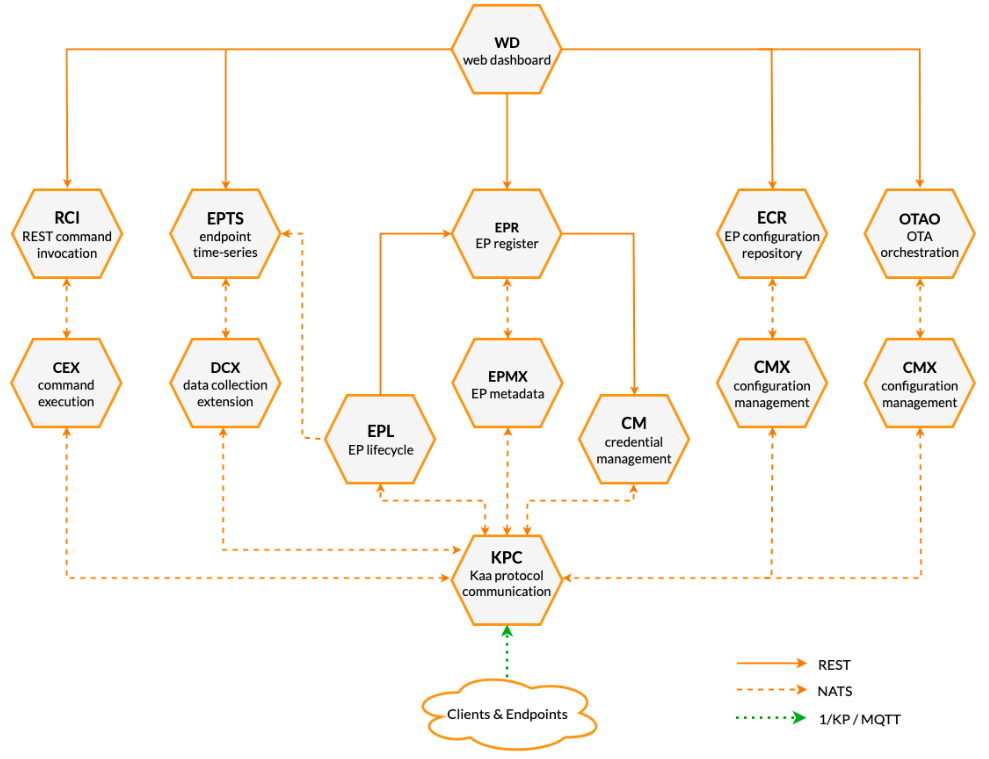 WD
web dashboard
RCI
REST command
invocation
EPTS
endpoint
time-series
EPR
EP register
ECR
EP configuration
repository
OTAO
OTA
orchestration
CEX
command
execution
DCX
data collection
extension
EPL
EP lifecycle
EPMX
EP metadata
CM
credential
management
CMX
configuration
management
CMX
configuration
management
KPC
Kaa protocol
communication
Clients & Endpoints
REST
NATS
1/KP / MQTT